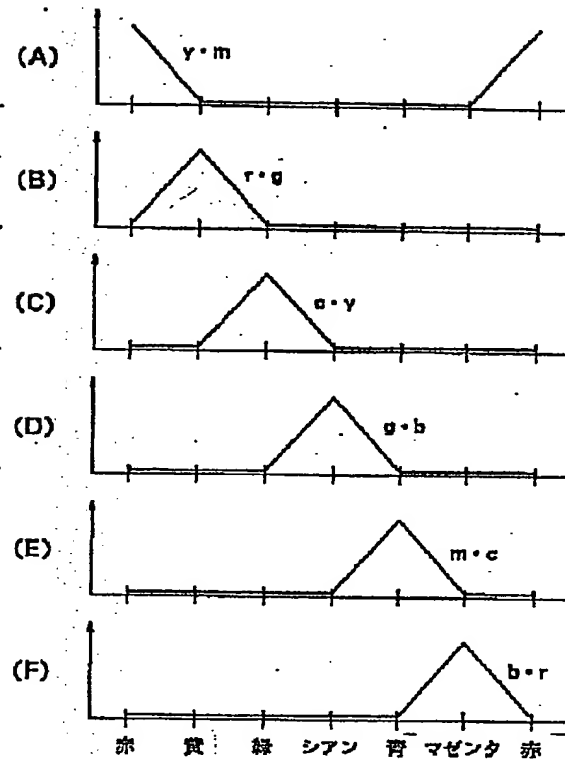 (A) y・m
(B) r・g
(C) c・y
(D) g・b
(E) m・c
(F) b・r
赤 黄 緑 シアン 青 マゼンタ 赤